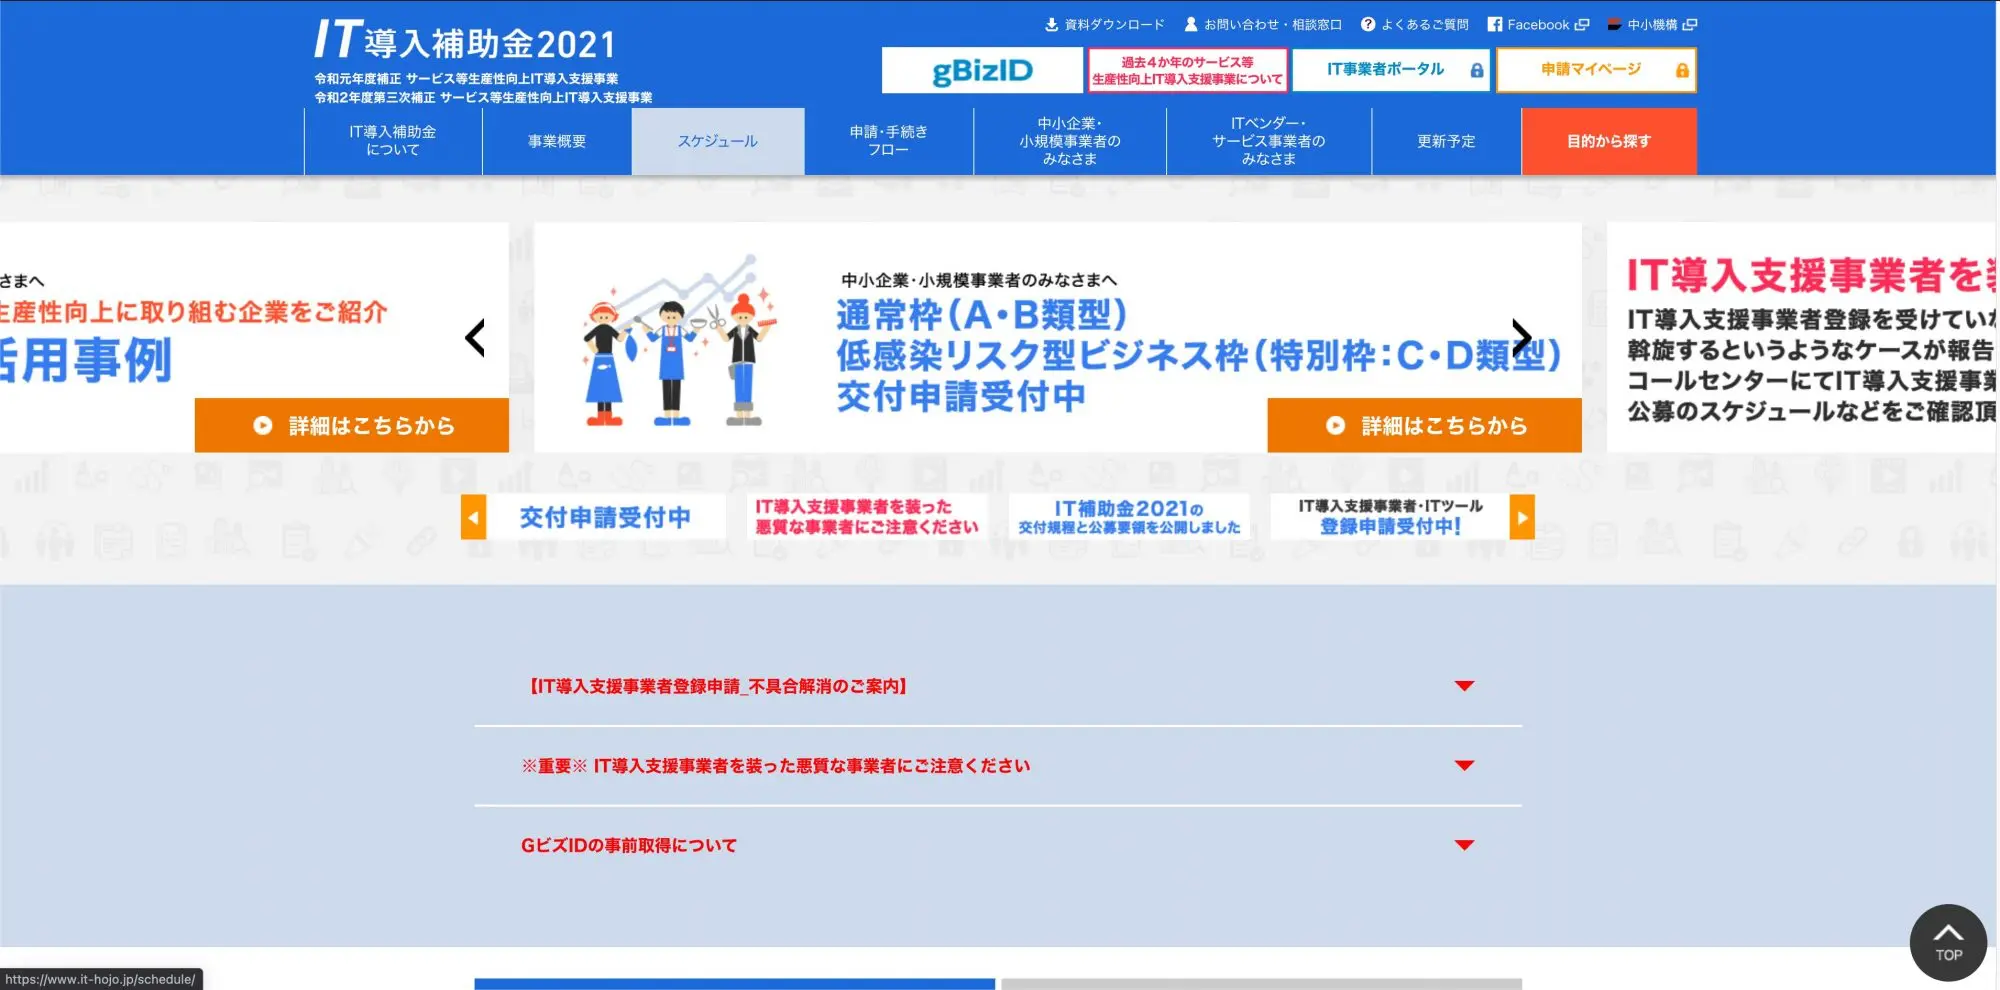 IT導入補助金2021
令和元年度補正 サービス等生産性向上IT導入支援事業
令和2年度第三次補正 サービス等生産性向上IT導入支援事業
資料ダウンロード
お問い合わせ・相談窓口
よくあるご質問
Facebook
中小機構
gBizID
過去4か年のサービス等
生産性向上IT導入支援事業について
IT事業者ポータル
申請マイページ
IT導入補助金
について
事業概要
スケジュール
申請・手続き
フロー
中小企業・
小規模事業者の
みなさま
ITベンダー・
サービス事業者の
みなさま
更新予定
目的から探す
さまへ
生産性向上に取り組む企業をご紹介
活用事例
詳細はこちらから
中小企業・小規模事業者のみなさまへ
通常枠(A・B類型)
低感染リスク型ビジネス枠(特別枠:C・D類型)
交付申請受付中
詳細はこちらから
IT導入支援事業者を装
IT導入支援事業者登録を受けていな
斡旋するというようなケースが報告
コールセンターにてIT導入支援事業
公募のスケジュールなどをご確認頂
交付申請受付中
IT導入支援事業者を装った
悪質な事業者にご注意ください
IT補助金2021の
交付規程と公募要領を公開しました
IT導入支援事業者・ITツール
登録申請受付中!
【IT導入支援事業者登録申請_不具合解消のご案内】
※重要※ IT導入支援事業者を装った悪質な事業者にご注意ください
GビズIDの事前取得について
TOP
https://www.it-hojo.jp/schedule/